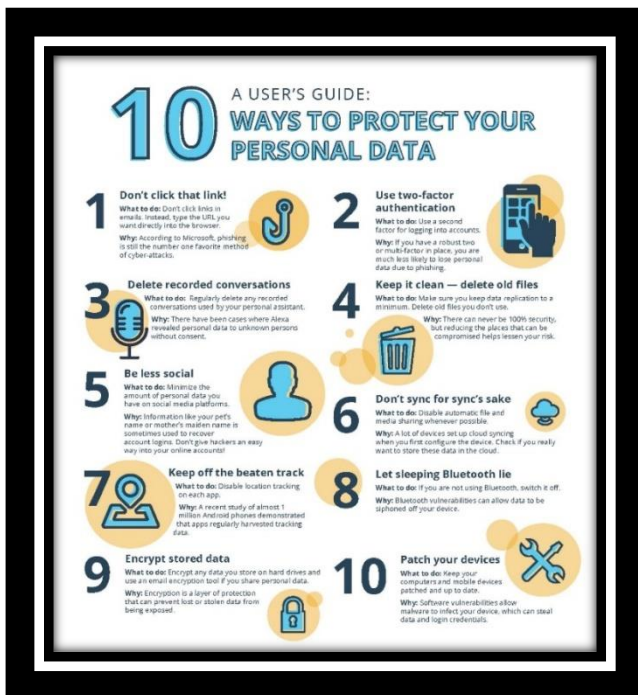 10
A USER'S GUIDE:
WAYS TO PROTECT YOUR
PERSONAL DATA
1
Don't click that link!
What to do: Don't click links in
emails. Instead, type the URL you
want directly into the browser.
Why: According to Microsoft, phishing
is still the number one favorite method
of cyber-attacks.
2
Use two-factor
authentication
What to do: Use a second
factor for logging into accounts.
Why: If you have a robust two
or multi-factor in place, you are
much less likely to lose personal
data due to phishing.
3
Delete recorded conversations
What to do: Regularly delete any recorded
conversations used by your personal assistant.
Why: There have been cases where Alexa
revealed personal data to unknown persons
without consent.
4
Keep it clean — delete old files
What to do: Make sure you keep data replication to a
minimum. Delete old files you don't use.
Why: There can never be 100% security,
but reducing the places that can be
compromised helps lessen your risk.
5
Be less social
What to do: Minimize the
amount of personal data you
have on social media platforms.
Why: Information like your pet's
name or mother's maiden name is
sometimes used to recover
account logins. Don't give hackers an easy
way into your online accounts!
6
Don't sync for sync's sake
What to do: Disable automatic file and
media sharing whenever possible.
Why: A lot of devices set up cloud syncing
when you first configure the device. Check if you really
want to store these data in the cloud.
7
Keep off the beaten track
What to do: Disable location tracking
on each app.
Why: A recent study of almost 1
million Android phones demonstrated
that apps regularly harvested tracking
data.
8
Let sleeping Bluetooth lie
What to do: If you are not using Bluetooth, switch it off.
Why: Bluetooth vulnerabilities can allow data to be
siphoned off your device.
9
Encrypt stored data
What to do: Encrypt any data you store on hard drives and
use an email encryption tool if you share personal data.
Why: Encryption is a layer of protection
that can prevent lost or stolen data from
being exposed.
10
Patch your devices
What to do: Keep your
computers and mobile devices
patched and up to date.
Why: Software vulnerabilities allow
malware to infect your device, which can steal
data and login credentials.